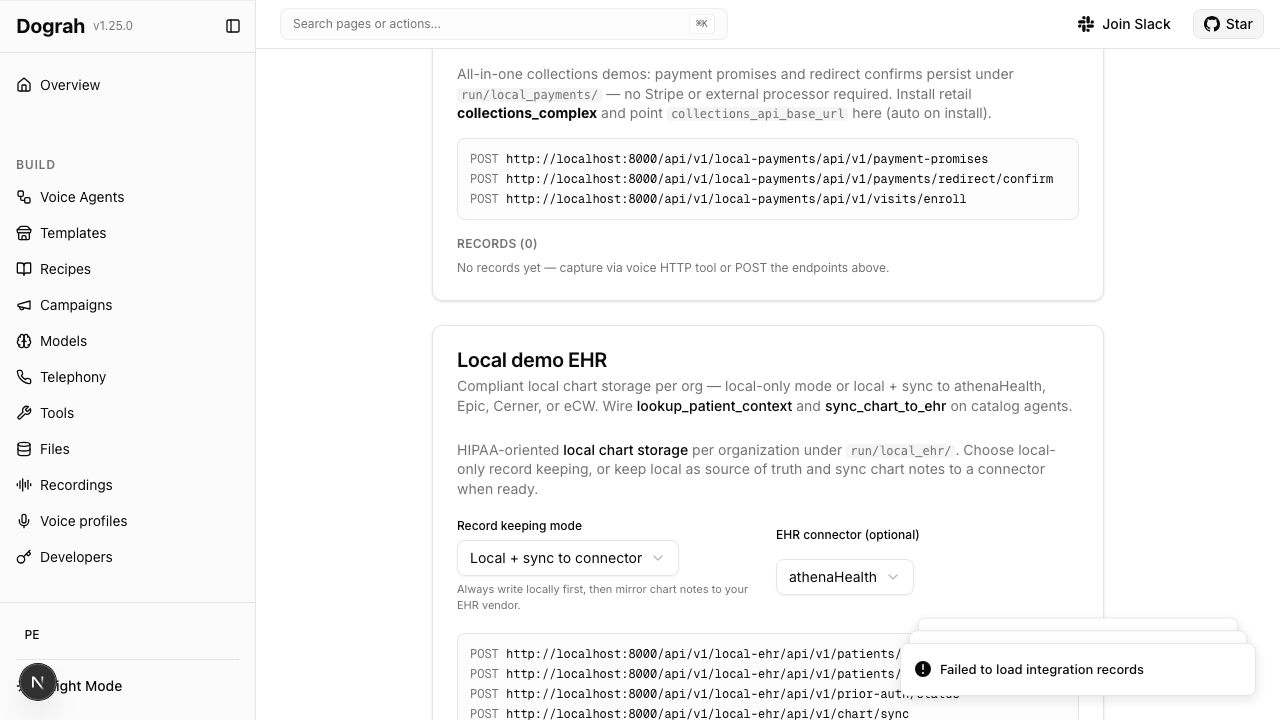 Dograh v1.25.0
Search pages or actions...
⌘K
Join Slack
Star
Overview
BUILD
Voice Agents
Templates
Recipes
Campaigns
Models
Telephony
Tools
Files
Recordings
Voice profiles
Developers
PE
ight Mode
N
All-in-one collections demos: payment promises and redirect confirms persist under
run/local_payments/ — no Stripe or external processor required. Install retail
collections_complex and point collections_api_base_url here (auto on install).
POST http://localhost:8000/api/v1/local-payments/api/v1/payment-promises
POST http://localhost:8000/api/v1/local-payments/api/v1/payments/redirect/confirm
POST http://localhost:8000/api/v1/local-payments/api/v1/visits/enroll
RECORDS (0)
No records yet — capture via voice HTTP tool or POST the endpoints above.
Local demo EHR
Compliant local chart storage per org — local-only mode or local + sync to athenaHealth,
Epic, Cerner, or eCW. Wire lookup_patient_context and sync_chart_to_ehr on catalog agents.
HIPAA-oriented local chart storage per organization under run/local_ehr/. Choose local-
only record keeping, or keep local as source of truth and sync chart notes to a connector
when ready.
Record keeping mode
Local + sync to connector
Always write locally first, then mirror chart notes to your
EHR vendor.
EHR connector (optional)
athenaHealth
POST http://localhost:8000/api/v1/local-ehr/api/v1/patients/
POST http://localhost:8000/api/v1/local-ehr/api/v1/patients/
POST http://localhost:8000/api/v1/local-ehr/api/v1/prior-auth/status
POST http://localhost:8000/api/v1/local-ehr/api/v1/chart/sync
Failed to load integration records